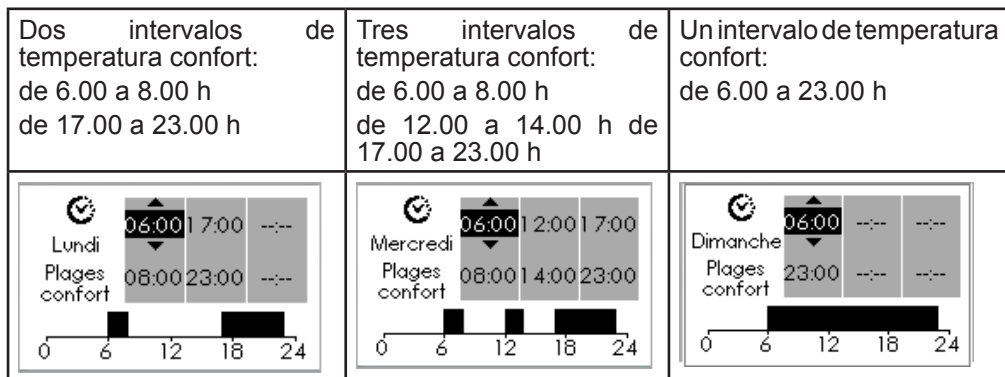 Dos intervalos de
temperatura confort:
de 6.00 a 8.00 h
de 17.00 a 23.00 h
Tres intervalos de
temperatura confort:
de 6.00 a 8.00 h
de 12.00 a 14.00 h de
17.00 a 23.00 h
Un intervalo de temperatura
confort:
de 6.00 a 23.00 h
06:00 17:00 --:--
Lundi
Plages
confort
08:00 23:00 --:--
0 6 12 18 24
06:00 12:00 17:00
Mercredi
Plages
confort
08:00 14:00 23:00
0 6 12 18 24
06:00 --:-- --:--
Dimanche
Plages
confort
23:00 --:-- --:--
0 6 12 18 24